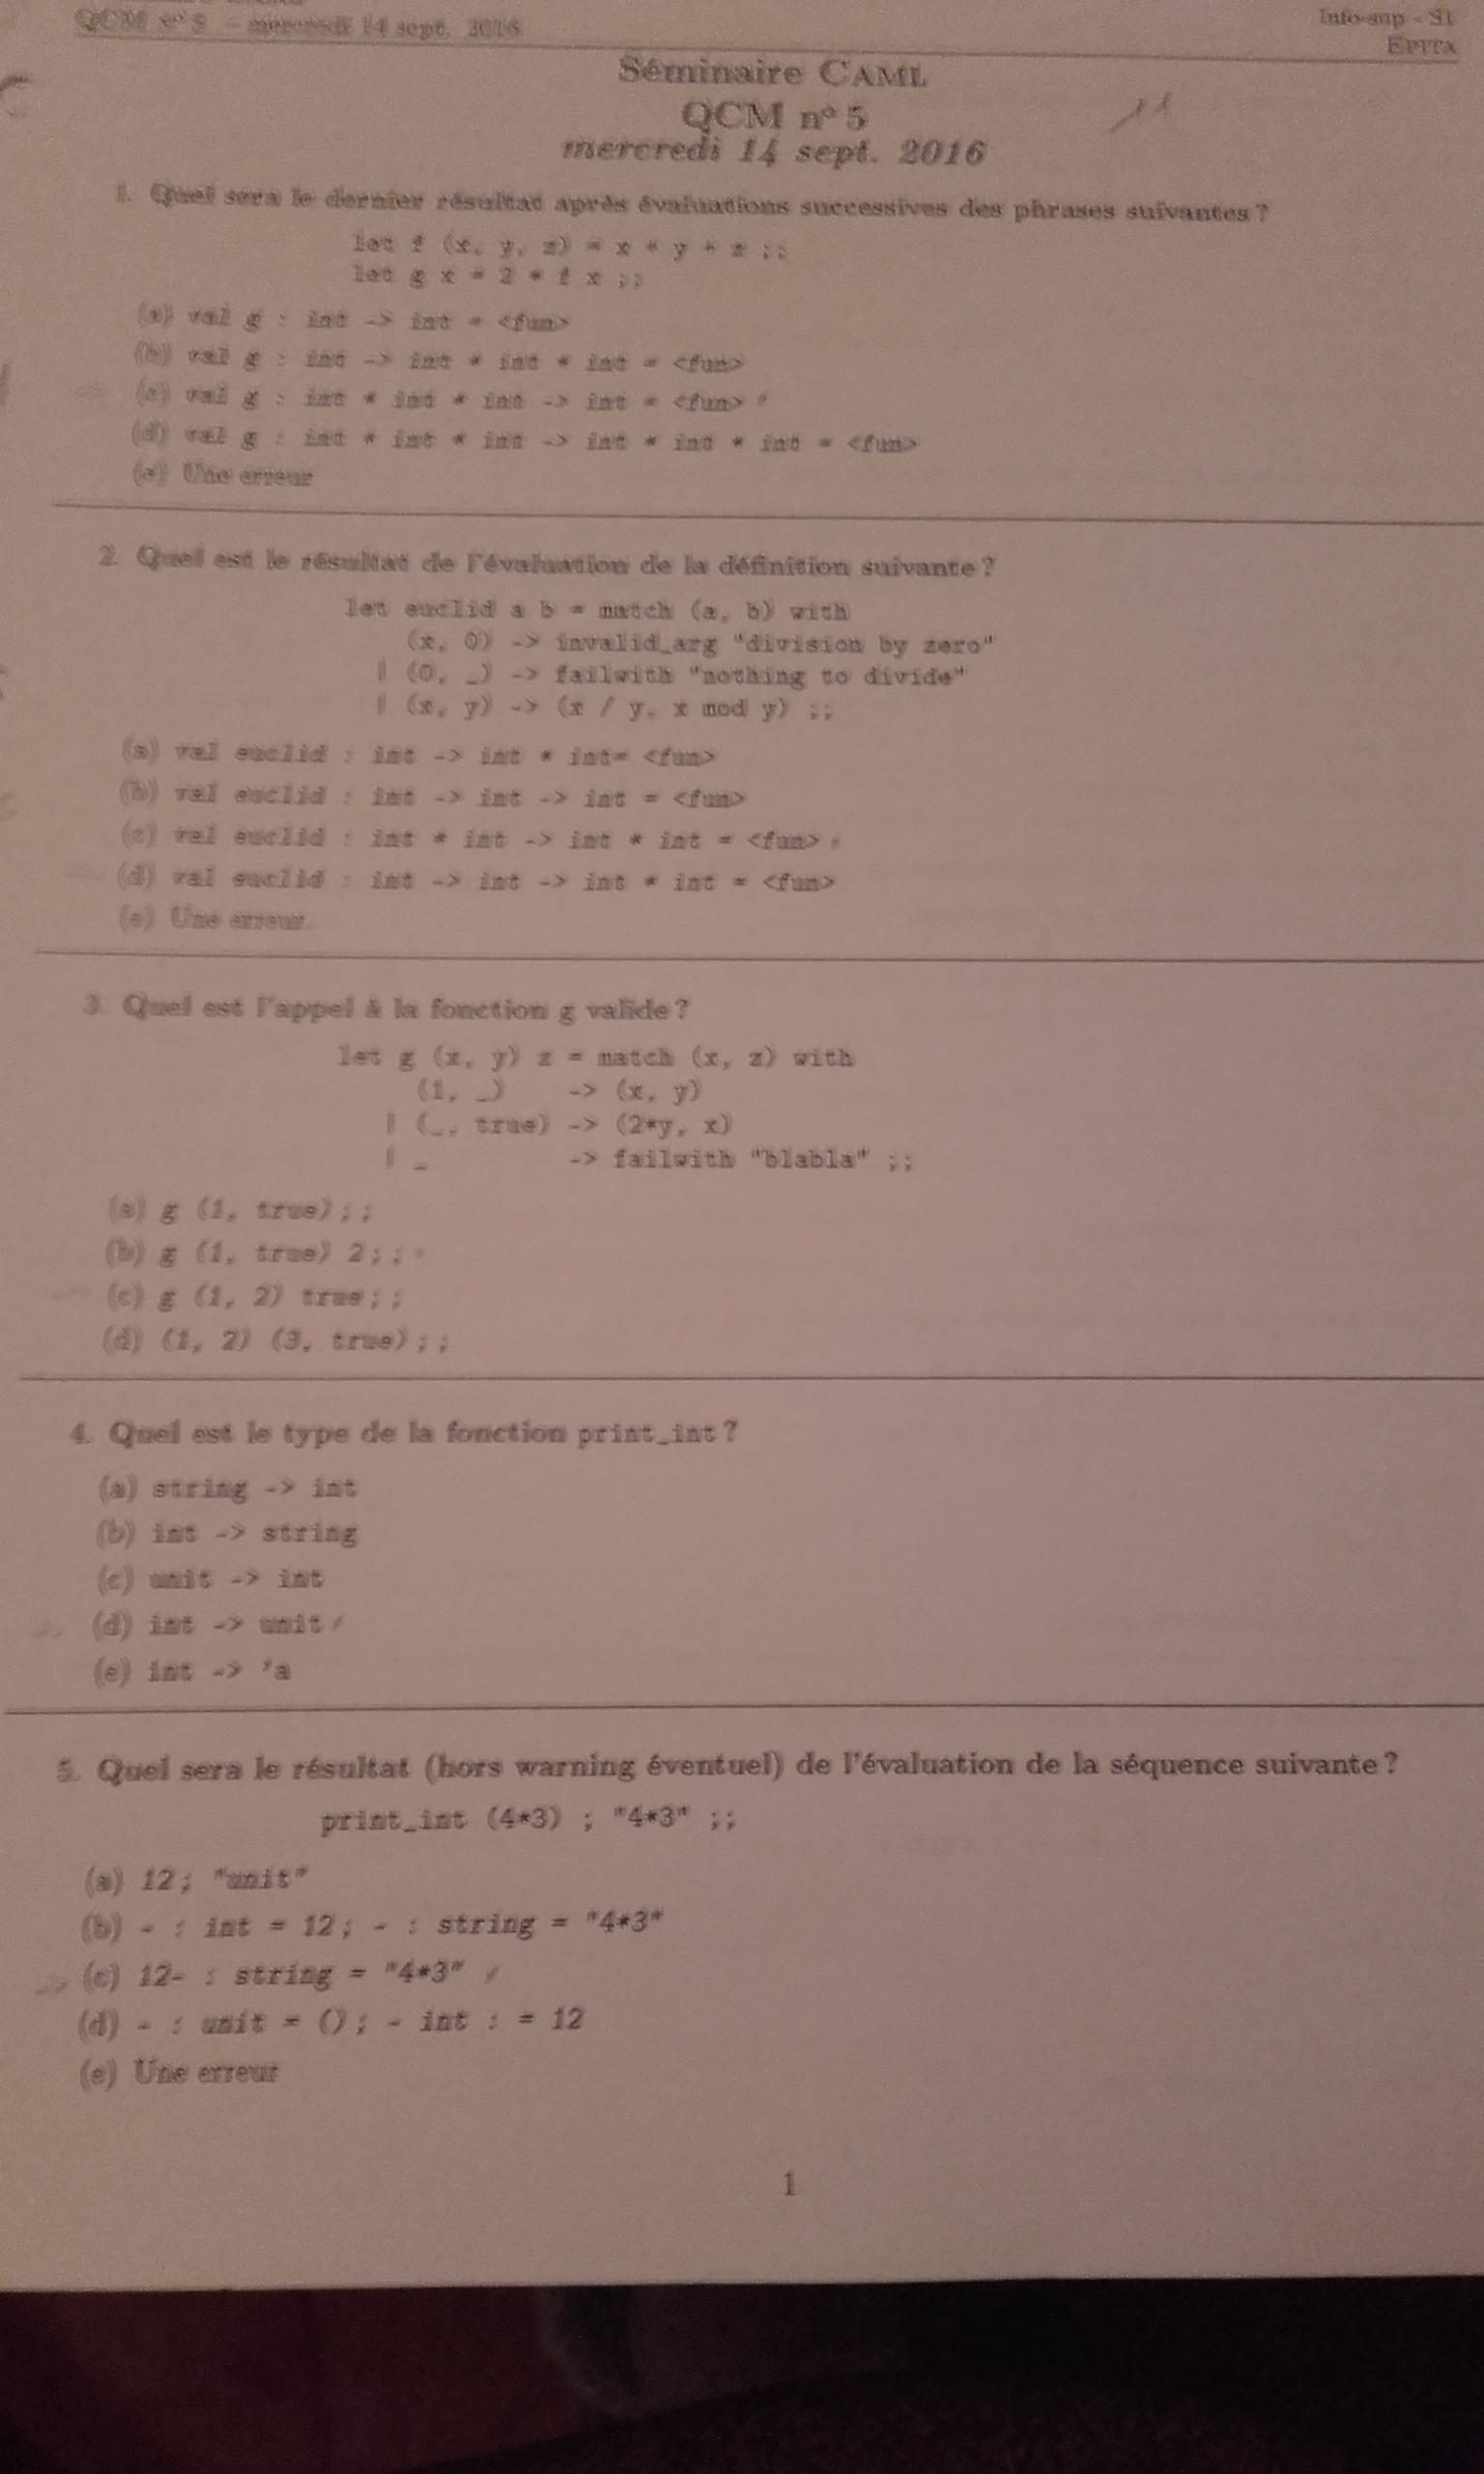 QCM nº 5 – mercredi 14 sept. 2016
Info-sup – S1
EPITA
Séminaire CAML
QCM nº 5
mercredi 14 sept. 2016
11
1. Quel sera le dernier résultat après évaluations successives des phrases suivantes ?
let f (x, y, z) = x + y + z ;;
let g x = 2 * f x ;;
(a) val g : int -> int = <fun>
(b) val g : int -> int * int * int = <fun>
(c) val g : int * int * int -> int = <fun>
(d) val g : int * int * int -> int * int * int = <fun>
(e) Une erreur
2. Quel est le résultat de l'évaluation de la définition suivante ?
let euclid a b = match (a, b) with
(x, 0) -> invalid_arg "division by zero"
| (0, _) -> failwith "nothing to divide"
| (x, y) -> (x / y, x mod y) ;;
(a) val euclid : int -> int * int= <fun>
(b) val euclid : int -> int -> int = <fun>
(c) val euclid : int * int -> int * int = <fun>
(d) val euclid : int -> int -> int * int = <fun>
(e) Une erreur.
3. Quel est l'appel à la fonction g valide ?
let g (x, y) z = match (x, z) with
(1, _) -> (x, y)
| (_, true) -> (2*y, x)
| _ -> failwith "blabla" ;;
(a) g (1, true);;
(b) g (1, true) 2;;
(c) g (1, 2) true;;
(d) (1, 2) (3, true);;
4. Quel est le type de la fonction print_int ?
(a) string -> int
(b) int -> string
(c) unit -> int
(d) int -> unit
(e) int -> 'a
5. Quel sera le résultat (hors warning éventuel) de l'évaluation de la séquence suivante ?
print_int (4*3) ; "4*3" ;;
(a) 12; "unit"
(b) - : int = 12; - : string = "4*3"
(c) 12- : string = "4*3"
(d) - : unit = (); - int : = 12
(e) Une erreur
1